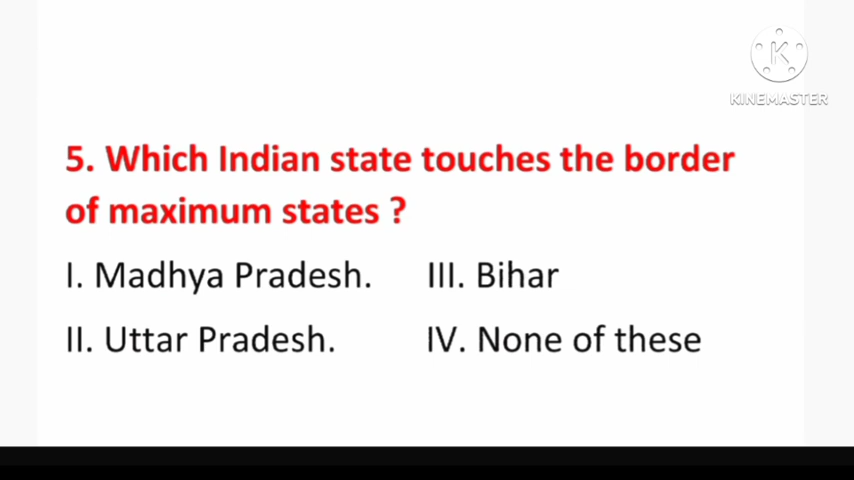 KINEMASTER
5. Which Indian state touches the border
of maximum states ?
I. Madhya Pradesh. III. Bihar
II. Uttar Pradesh. IV. None of these